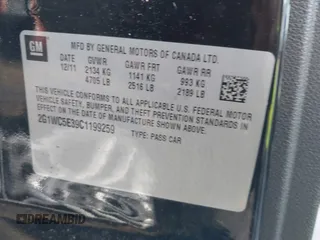 GM
MFD BY GENERAL MOTORS OF CANADA LTD.
DATE GVWR GAWR FRT GAWR RR
12/11 2134 KG 1141 KG 993 KG
4705 LB 2516 LB 2189 LB
THIS VEHICLE CONFORMS TO ALL APPLICABLE U.S. FEDERAL MOTOR
VEHICLE SAFETY, BUMPER, AND THEFT PREVENTION STANDARDS
IN EFFECT ON THE DATE OF MANUFACTURE SHOWN ABOVE.
2G1WC5E39C1199259 TYPE: PASS CAR
DREAMBID